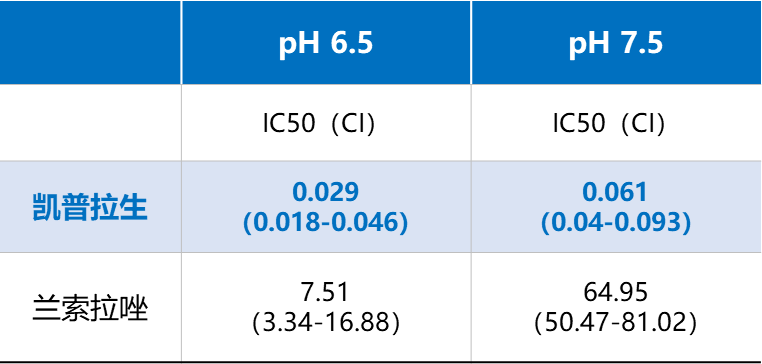 pH 6.5 pH 7.5
IC50（CI） IC50（CI）
凯普拉生 0.029 0.061
(0.018-0.046) (0.04-0.093)
兰索拉唑 7.51 64.95
(3.34-16.88) (50.47-81.02)